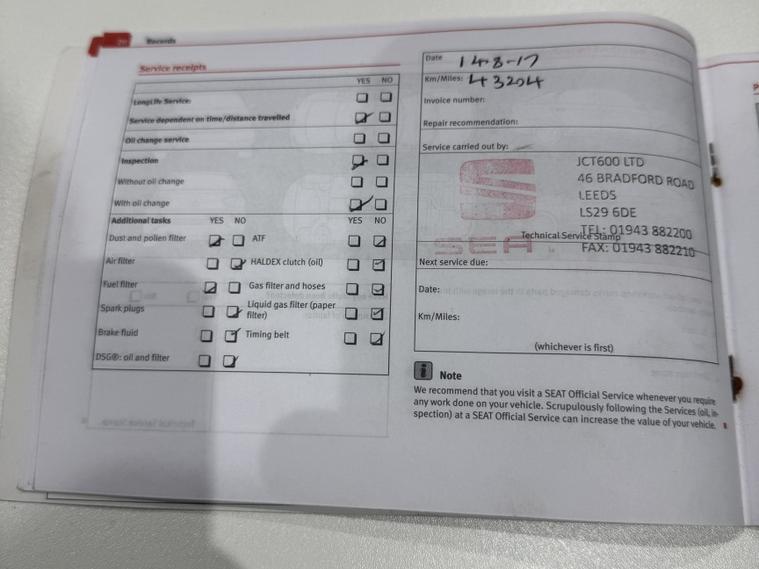 29 Records
Service receipts
YES NO
LongLife Service:
Service dependent on time/distance travelled
Oil change service
Inspection
Without oil change
With oil change
Additional tasks YES NO YES NO
Dust and pollen filter ATF
Air filter HALDEX clutch (oil)
Fuel filter Gas filter and hoses
Spark plugs Liquid gas filter (paper filter)
Brake fluid Timing belt
DSG®: oil and filter
Date 14-8-17
Km/Miles: 43204
Invoice number:
Repair recommendation:
Service carried out by:
JCT600 LTD
46 BRADFORD ROAD
LEEDS
LS29 6DE
TEL: 01943 882200
Technical Service Stamp
FAX: 01943 882210
SEA
Next service due:
Date:
Km/Miles:
(whichever is first)
i Note
We recommend that you visit a SEAT Official Service whenever you require
any work done on your vehicle. Scrupulously following the Services (oil, in-
spection) at a SEAT Official Service can increase the value of your vehicle.